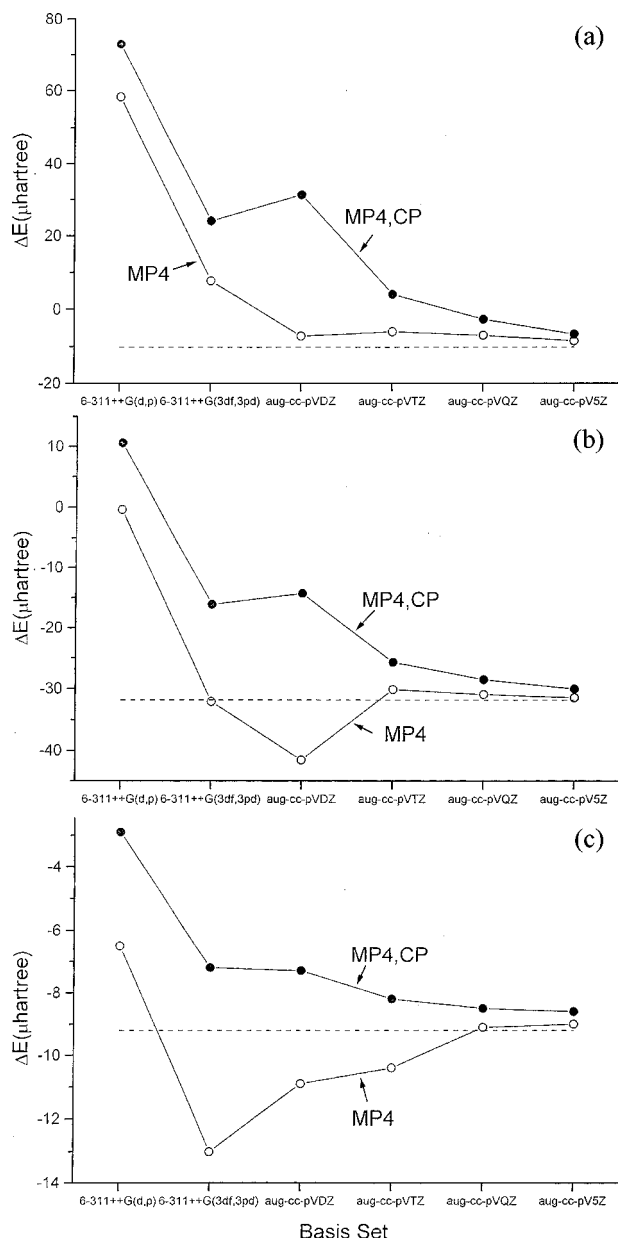 (a)
80
60
40
20
0
-20
ΔE(μhartree)
MP4,CP
MP4
6-311++G(d,p) 6-311++G(3df,3pd) aug-cc-pVDZ aug-cc-pVTZ aug-cc-pVQZ aug-cc-pV5Z
(b)
10
0
-10
-20
-30
-40
ΔE(μhartree)
MP4,CP
MP4
6-311++G(d,p) 6-311++G(3df,3pd) aug-cc-pVDZ aug-cc-pVTZ aug-cc-pVQZ aug-cc-pV5Z
(c)
-4
-6
-8
-10
-12
-14
ΔE(μhartree)
MP4,CP
MP4
6-311++G(d,p) 6-311++G(3df,3pd) aug-cc-pVDZ aug-cc-pVTZ aug-cc-pVQZ aug-cc-pV5Z
Basis Set